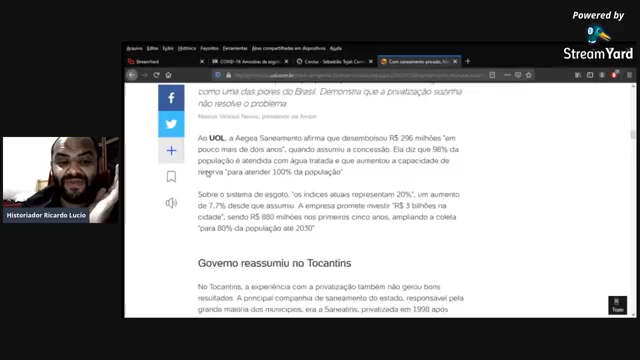 Powered by
StreamYard
Arquivo Editar Exibir Histórico Favoritos Ferramentas Abas compartilhadas em dispositivos Ajuda
StreamYard
COVID-19: Amostras de esgoto
Com saneamento privado,
como uma das piores do Brasil. Demonstra que a privatização sozinha
não resolve o problema
Marcus Vinícius Neves, presidente da Aesbe
Ao UOL, a Aegea Saneamento afirma que desembolsou R$ 296 milhões "em
pouco mais de dois anos", quando assumiu a concessão. Ela diz que 98% da
população é atendida com água tratada e que aumentou a capacidade de
reserva "para atender 100% da população".
Sobre o sistema de esgoto, "os índices atuais representam 20%", um aumento
de 7,7% desde que assumiu. A empresa promete investir "R$ 3 bilhões na
cidade", sendo R$ 880 milhões nos primeiros cinco anos, ampliando a coleta
"para 80% da população até 2030"
Governo reassumiu no Tocantins
No Tocantins, a experiência com a privatização também não gerou bons
resultados. A principal companhia de saneamento do estado, responsável pela
grande maioria dos municípios, era a Saneatins, privatizada em 1998 após
Topo
Historiador Ricardo Lucio